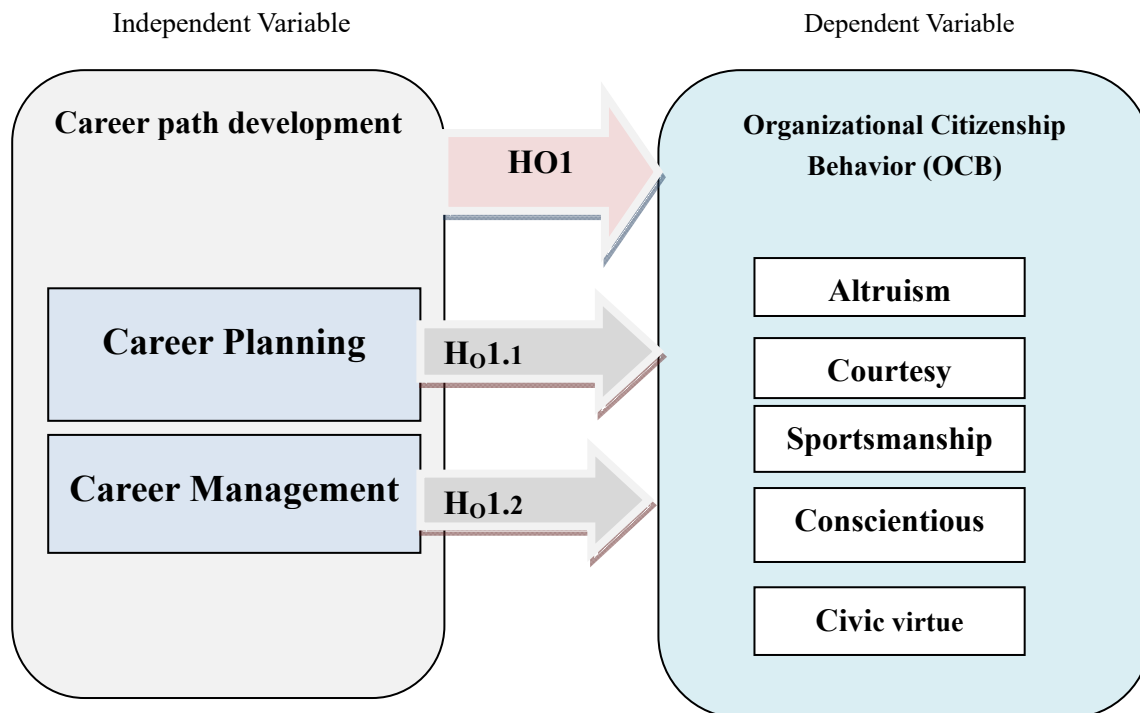 Independent Variable
Dependent Variable
Career path development
HO1
Organizational Citizenship
Behavior (OCB)
Altruism
Career Planning
HO1.1
Courtesy
Sportsmanship
Career Management
HO1.2
Conscientious
Civic virtue